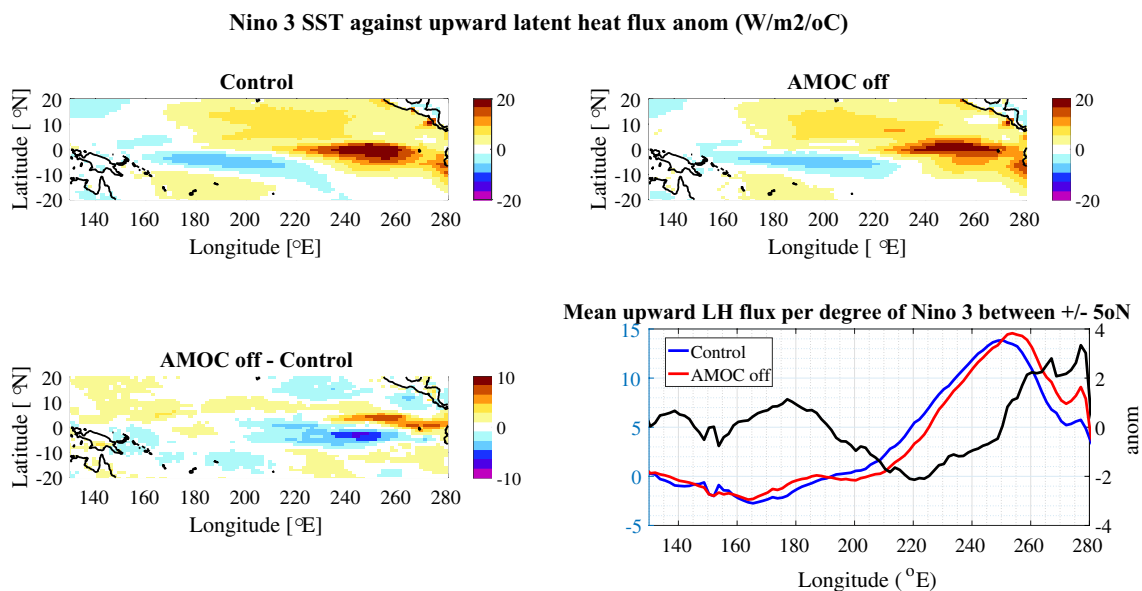 Nino 3 SST against upward latent heat flux anom (W/m2/oC)
Control
Latitude [ °N]
20
10
0
-10
-20
140 160 180 200 220 240 260 280
Longitude [°E]
20
0
-20
AMOC off
Latitude [ °N]
20
10
0
-10
-20
140 160 180 200 220 240 260 280
Longitude [ °E]
20
0
-20
AMOC off - Control
Latitude [ °N]
20
10
0
-10
-20
140 160 180 200 220 240 260 280
Longitude [°E]
10
5
0
-5
-10
Mean upward LH flux per degree of Nino 3 between +/- 5oN
15
10
5
0
-5
Control
AMOC off
4
2
0
-2
-4
anom
140 160 180 200 220 240 260 280
Longitude (°E)